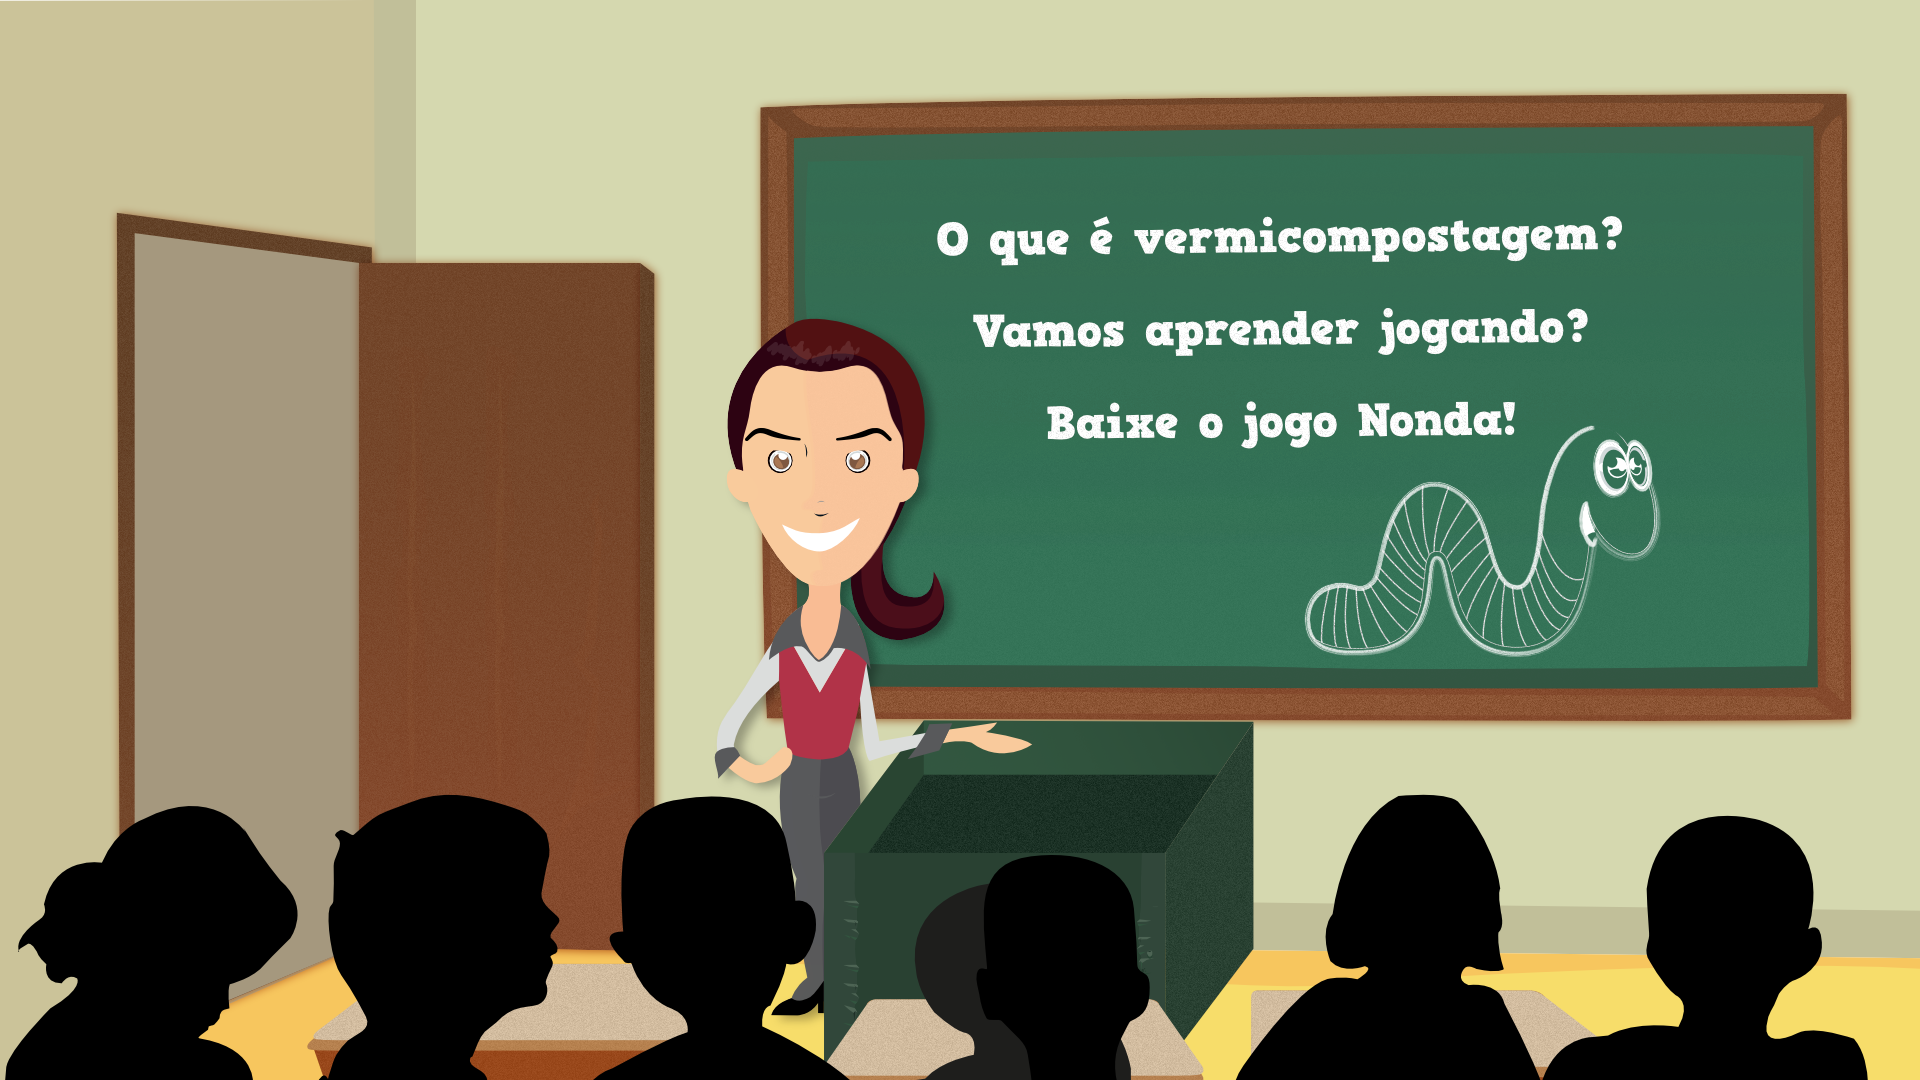 O que é vermicompostagem?
Vamos aprender jogando?
Baixe o jogo Nonda!